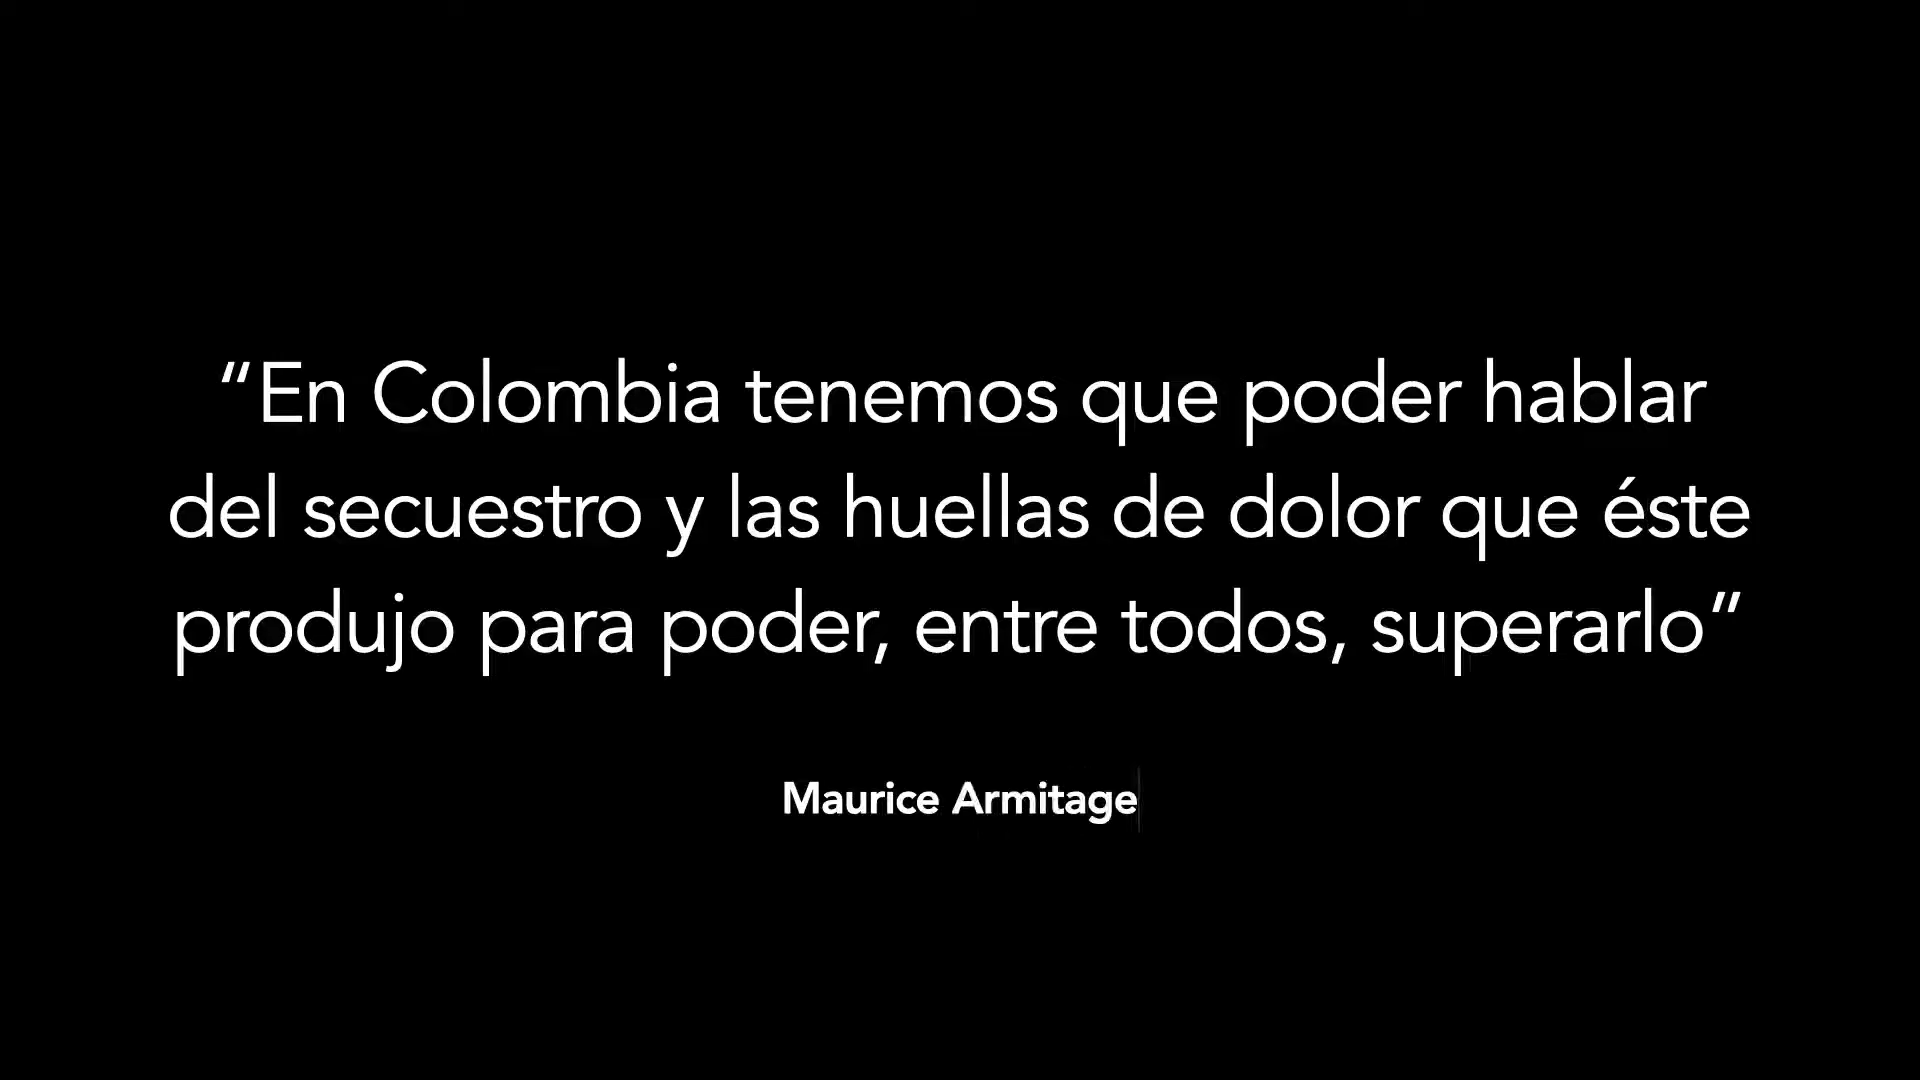 “En Colombia tenemos que poder hablar
del secuestro y las huellas de dolor que éste
produjo para poder, entre todos, superarlo”
Maurice Armitage